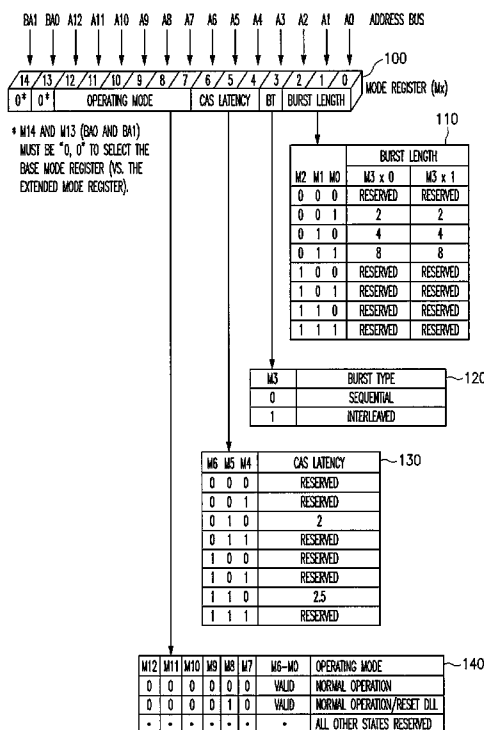 BA1 BA0 A12 A11 A10 A9 A8 A7 A6 A5 A4 A3 A2 A1 A0 ADDRESS BUS
100
14 13 12 11 10 9 8 7 6 5 4 3 2 1 0
MODE REGISTER (Mx)
0* 0* OPERATING MODE CAS LATENCY BT BURST LENGTH
* M14 AND M13 (BA0 AND BA1)
MUST BE "0, 0" TO SELECT THE
BASE MODE REGISTER (VS. THE
EXTENDED MODE REGISTER).
110
BURST LENGTH
M2 M1 M0 M3 x 0 M3 x 1
0 0 0 RESERVED RESERVED
0 0 1 2 2
0 1 0 4 4
0 1 1 8 8
1 0 0 RESERVED RESERVED
1 0 1 RESERVED RESERVED
1 1 0 RESERVED RESERVED
1 1 1 RESERVED RESERVED
M3 BURST TYPE 120
0 SEQUENTIAL
1 INTERLEAVED
M6 M5 M4 CAS LATENCY 130
0 0 0 RESERVED
0 0 1 RESERVED
0 1 0 2
0 1 1 RESERVED
1 0 0 RESERVED
1 0 1 RESERVED
1 1 0 2.5
1 1 1 RESERVED
M12 M11 M10 M9 M8 M7 M6-M0 OPERATING MODE 140
0 0 0 0 0 0 VALID NORMAL OPERATION
0 0 0 0 1 0 VALID NORMAL OPERATION/RESET DLL
- - - - - - - ALL OTHER STATES RESERVED